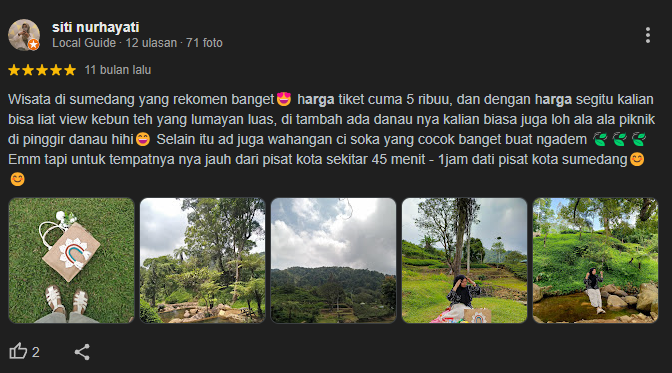 siti nurhayati
Local Guide · 12 ulasan · 71 foto
11 bulan lalu
Wisata di sumedang yang rekomen banget😍 harga tiket cuma 5 ribuu, dan dengan harga segitu kalian
bisa liat view kebun teh yang lumayan luas, di tambah ada danau nya kalian biasa juga loh ala ala piknik
di pinggir danau hihi😄 Selain itu ad juga wahangan ci soka yang cocok banget buat ngadem 🍃🍃🍃
Emm tapi untuk tempatnya nya jauh dari pisat kota sekitar 45 menit - 1jam dati pisat kota sumedang😊
😊
2